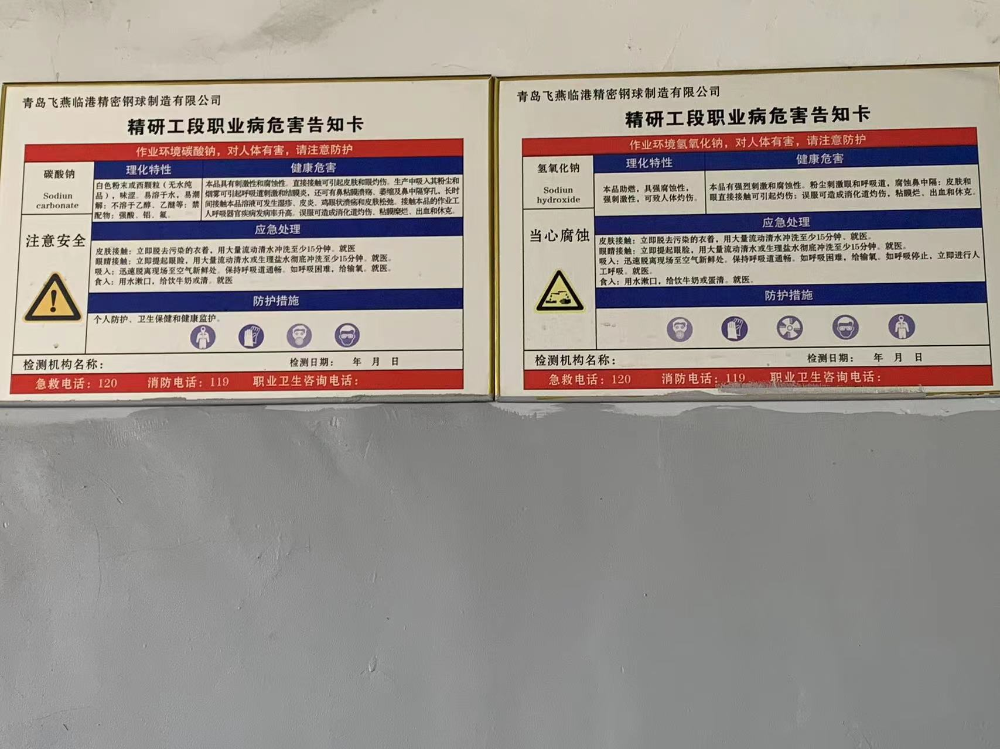 青岛飞燕临港精密钢球制造有限公司
精研工段职业病危害告知卡
作业环境碳酸钠，对人体有害，请注意防护
碳酸钠
Sodiun
carbonate
理化特性
白色粉末或西颗粒（无水纯
品），味涩。易溶于水，易潮
解；不溶于乙醇、乙醚等；禁
配物：强酸、铝、氟。
健康危害
本品具有刺激性和腐蚀性。直接接触可引起皮肤和眼灼伤。生产中吸入其粉尘和
烟雾可引起呼吸道刺激和结膜炎，还可有鼻粘膜溃疡、萎缩及鼻中隔穿孔，长时
间接触本品溶液可发生湿疹、皮炎、鸡眼状溃疡和皮肤松弛。接触本品的作业工
人呼吸器官疾病发病率升高。误服可造成消化道灼伤、粘膜糜烂、出血和休克。
注意安全
应急处理
皮肤接触：立即脱去污染的衣着，用大量流动清水冲洗至少15分钟。就医
眼睛接触：立即提起眼睑，用大量流动清水或生理盐水彻底冲洗至少15分钟。就医。
吸入：迅速脱离现场至空气新鲜处。保持呼吸道通畅。如呼吸困难，给输氧。就医。
食入：用水漱口，给饮牛奶或清。就医
防护措施
个人防护、卫生保健和健康监护。
检测机构名称：
检测日期： 年 月 日
急救电话：120 消防电话：119 职业卫生咨询电话：
青岛飞燕临港精密钢球制造有限公司
精研工段职业病危害告知卡
作业环境氢氧化钠，对人体有害，请注意防护
氢氧化钠
Sodiun
hydroxide
理化特性
本品助燃，具强腐蚀性，
强刺激性，可致人体灼伤。
健康危害
本品有强烈刺激和腐蚀性。粉尘刺激眼和呼吸道，腐蚀鼻中隔；皮肤和
眼直接接触可引起灼伤；误服可造成消化道灼伤，粘膜烂、出血和休克。
当心腐蚀
应急处理
皮肤接触：立即脱去污染的衣着，用大量流动清水冲洗至少15分钟、就医。
眼睛接触：立即提起眼睑，用大量流动清水或生理盐水彻底冲洗至少15分钟。就医。
吸入：迅速脱离现场至空气新鲜处。保持呼吸道通畅。如呼吸困难，给输氧。如呼吸停止，立即进行人
工呼吸。就医。
食入：用水漱口，给饮牛奶或蛋清。就医。
防护措施
检测机构名称：
检测日期： 年 月 日
急救电话：120 消防电话：119 职业卫生咨询电话：